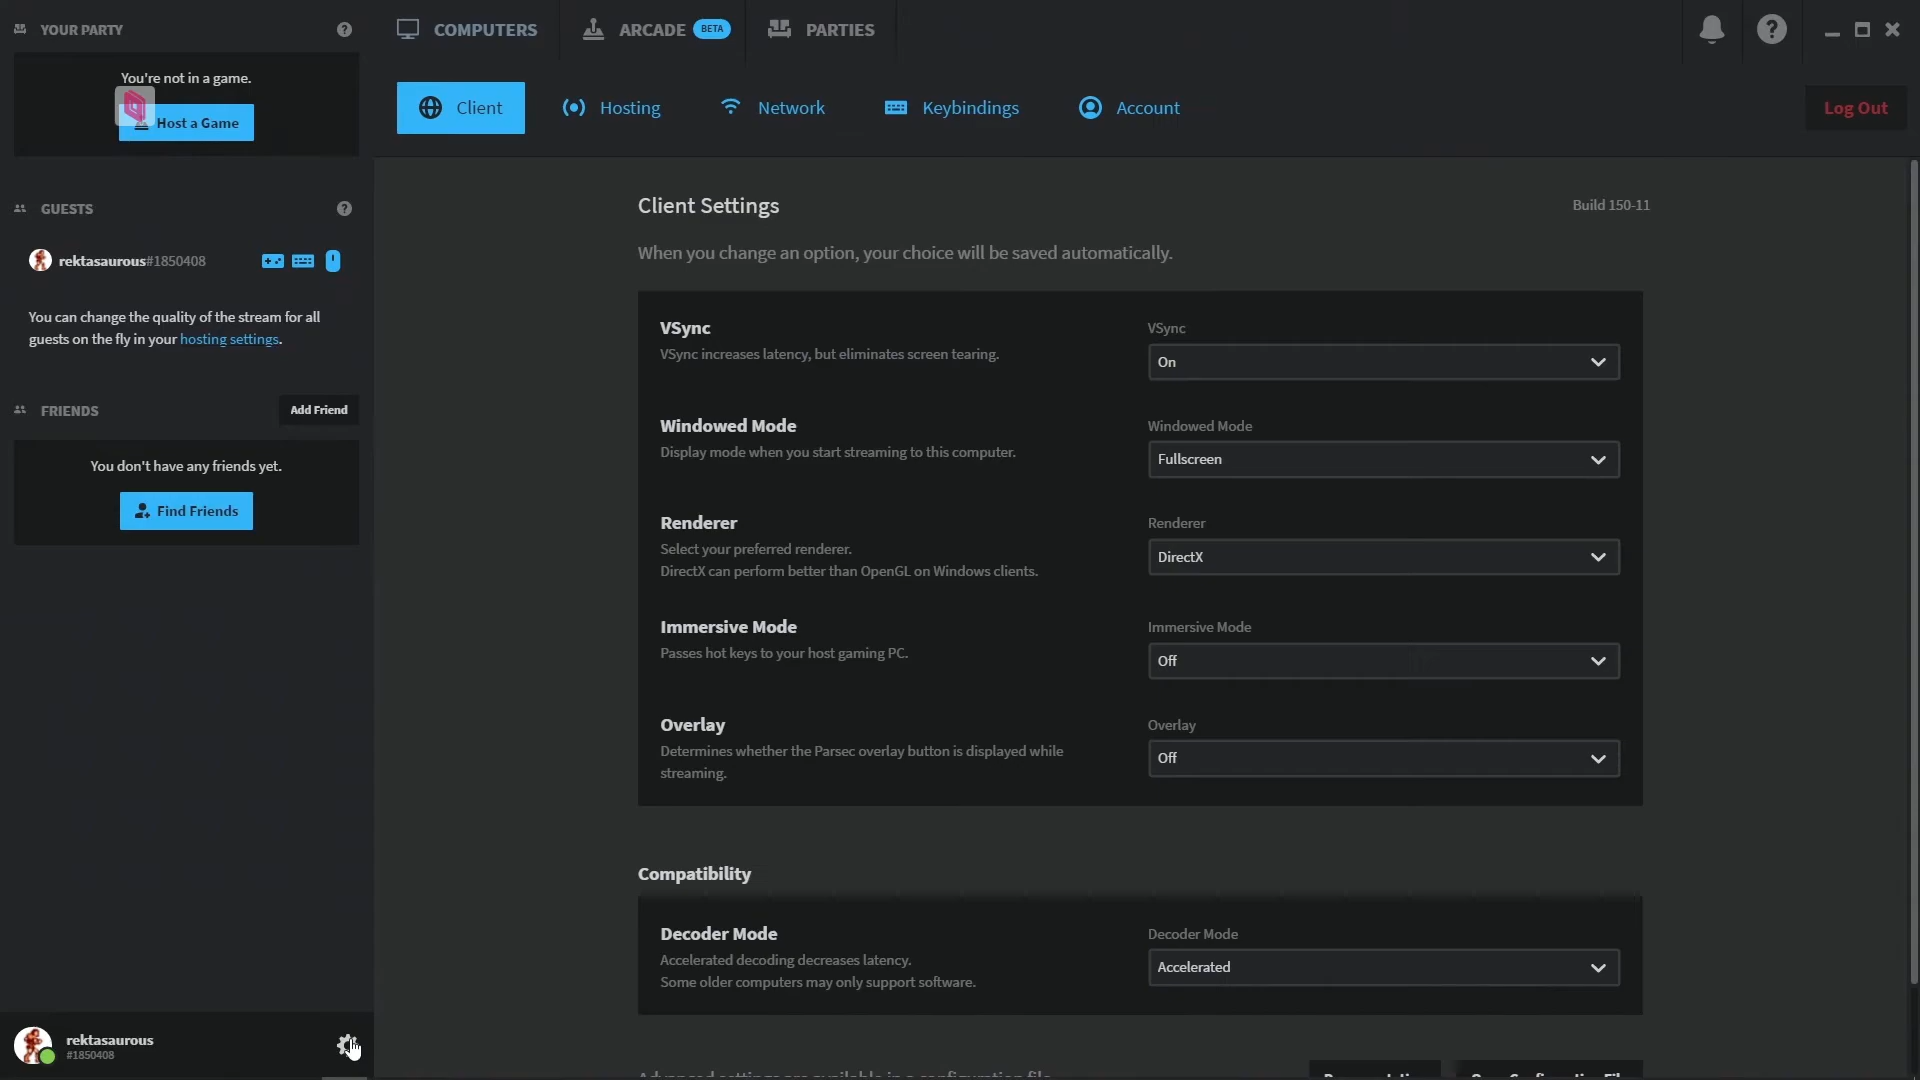 YOUR PARTY
COMPUTERS
ARCADE BETA
PARTIES
You're not in a game.
Host a Game
Client
Hosting
Network
Keybindings
Account
Log Out
GUESTS
rektasaurous#1850408
You can change the quality of the stream for all
guests on the fly in your hosting settings.
FRIENDS
Add Friend
You don't have any friends yet.
Find Friends
rektasaurous
#1850408
Client Settings
Build 150-11
When you change an option, your choice will be saved automatically.
VSync
VSync increases latency, but eliminates screen tearing.
VSync
On
Windowed Mode
Display mode when you start streaming to this computer.
Windowed Mode
Fullscreen
Renderer
Select your preferred renderer.
DirectX can perform better than OpenGL on Windows clients.
Renderer
DirectX
Immersive Mode
Passes hot keys to your host gaming PC.
Immersive Mode
Off
Overlay
Determines whether the Parsec overlay button is displayed while
streaming.
Overlay
Off
Compatibility
Decoder Mode
Accelerated decoding decreases latency.
Some older computers may only support software.
Decoder Mode
Accelerated
Advanced settings are available in a configuration file